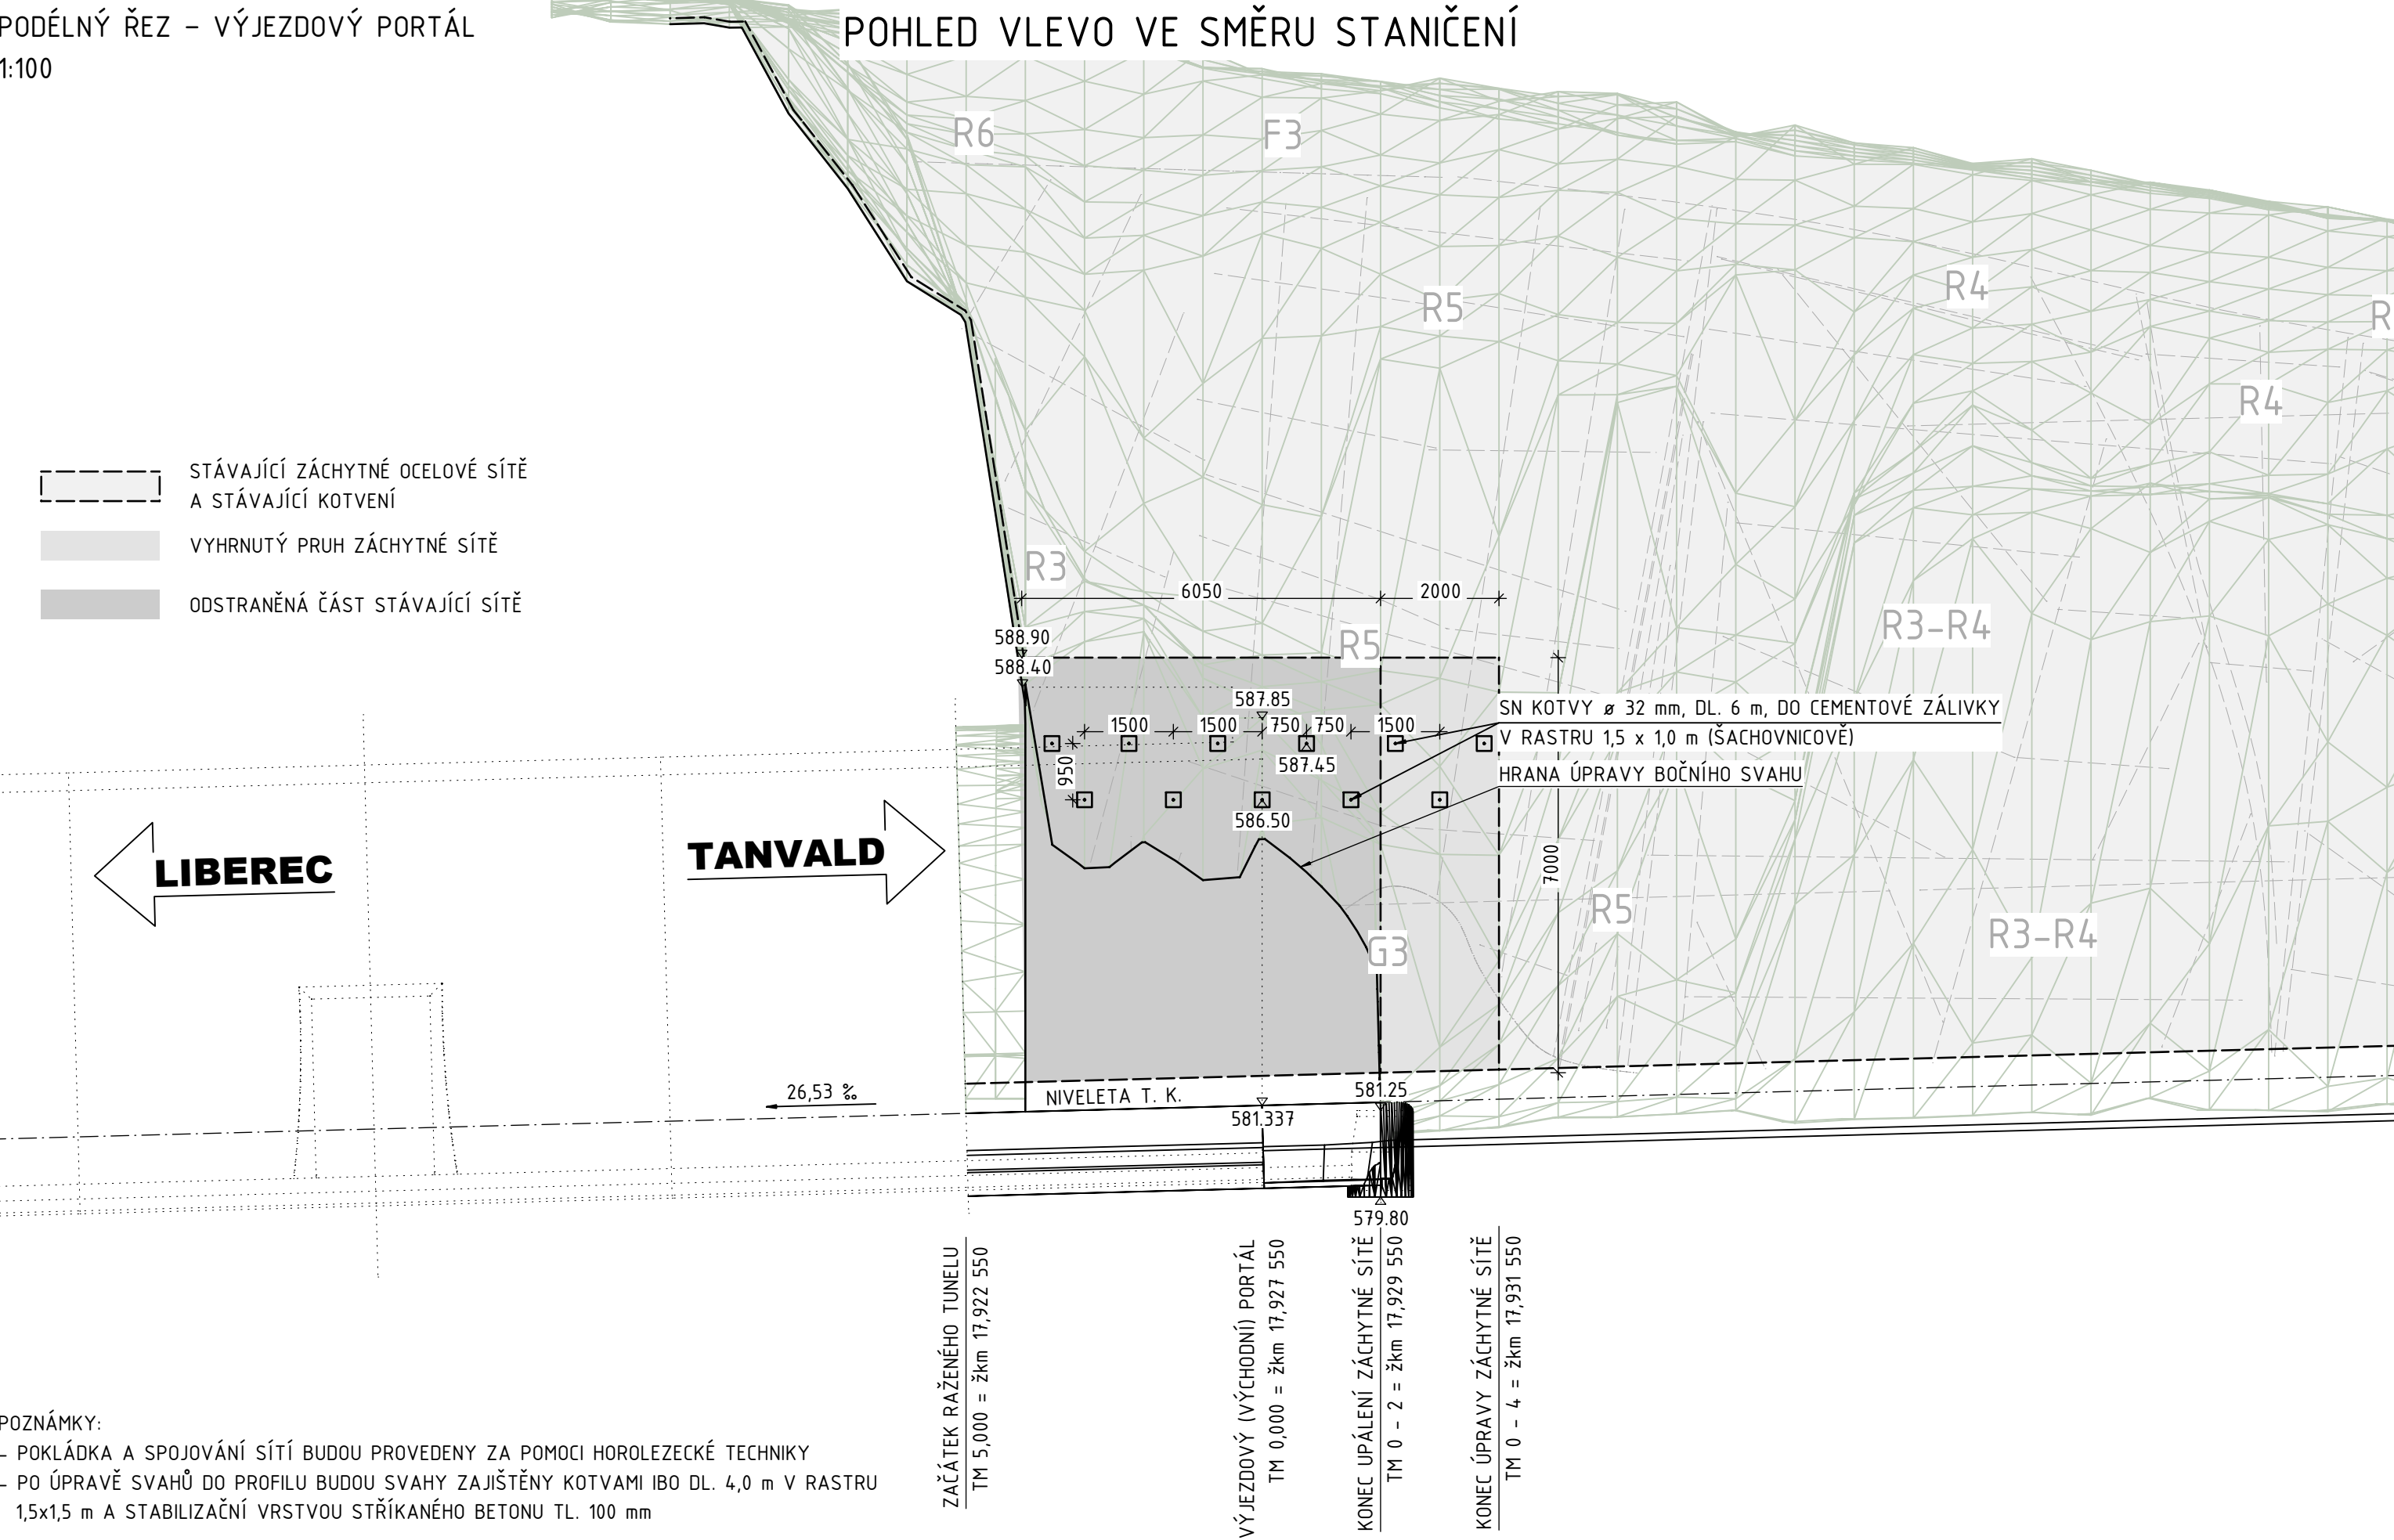 PODÉLNÝ ŘEZ – VÝJEZDOVÝ PORTÁL
1:100
POHLED VLEVO VE SMĚRU STANIČENÍ
R6
F3
R4
R5
R4
STÁVAJÍCÍ ZÁCHYTNÉ OCELOVÉ SÍTĚ
A STÁVAJÍCÍ KOTVENÍ
VYHRNUTÝ PRUH ZÁCHYTNÉ SÍTĚ
ODSTRANĚNÁ ČÁST STÁVAJÍCÍ SÍTĚ
R3
6050
2000
R3–R4
588.90
R5
588.40
587.85
1500
1500
750
750
1500
SN KOTVY ø 32 mm, DL. 6 m, DO CEMENTOVÉ ZÁLIVKY
V RASTRU 1,5 x 1,0 m (ŠACHOVNICOVĚ)
950
587.45
HRANA ÚPRAVY BOČNÍHO SVAHU
586.50
LIBEREC
TANVALD
7000
R5
G3
R3–R4
26,53 ‰
NIVELETA T. K.
581.25
581.337
579.80
ZAČÁTEK RAŽENÉHO TUNELU
TM 5,000 = žkm 17,922 550
VÝJEZDOVÝ (VÝCHODNÍ) PORTÁL
TM 0,000 = žkm 17,927 550
KONEC UPÁLENÍ ZÁCHYTNÉ SÍTĚ
TM 0 - 2 = žkm 17,929 550
KONEC ÚPRAVY ZÁCHYTNÉ SÍTĚ
TM 0 - 4 = žkm 17,931 550
POZNÁMKY:
- POKLÁDKA A SPOJOVÁNÍ SÍTÍ BUDOU PROVEDENY ZA POMOCI HOROLEZECKÉ TECHNIKY
- PO ÚPRAVĚ SVAHŮ DO PROFILU BUDOU SVAHY ZAJIŠTĚNY KOTVAMI IBO DL. 4,0 m V RASTRU
1,5x1,5 m A STABILIZAČNÍ VRSTVOU STŘÍKANÉHO BETONU TL. 100 mm